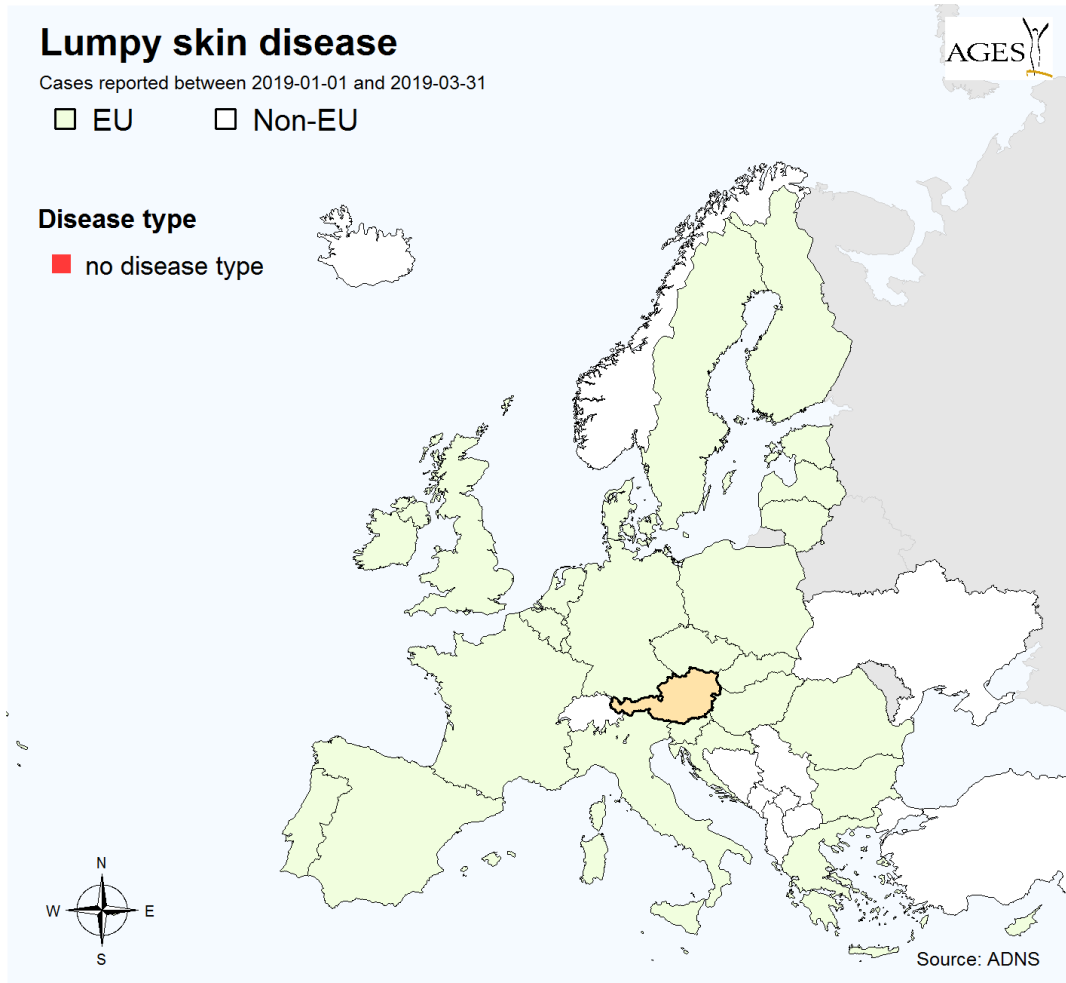 Lumpy skin disease
Cases reported between 2019-01-01 and 2019-03-31
EU Non-EU
AGES
Disease type
no disease type
N
W E
S
Source: ADNS